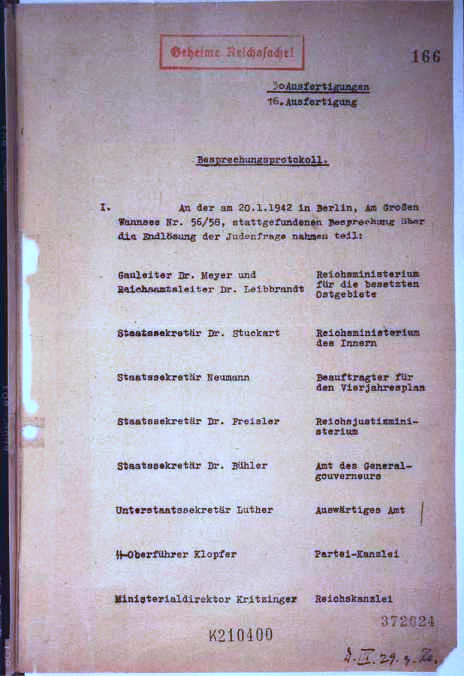 Geheime Reichssache!
166
30 Ausfertigungen
16. Ausfertigung
Besprechungsprotokoll.
I. An der am 20.1.1942 in Berlin, Am Großen
Wannsee Nr. 56/58, stattgefundenen Besprechung über
die Endlösung der Judenfrage nahmen teil:
Gauleiter Dr. Meyer und Reichsministerium
Reichsamtsleiter Dr. Leibbrandt für die besetzten
Ostgebiete
Staatssekretär Dr. Stuckart Reichsministerium
des Innern
Staatssekretär Neumann Beauftragter für
den Vierjahresplan
Staatssekretär Dr. Freisler Reichsjustizmini-
sterium
Staatssekretär Dr. Bühler Amt des General-
gouverneurs
Unterstaatssekretär Luther Auswärtiges Amt
SS-Oberführer Klopfer Partei-Kanzlei
Ministerialdirektor Kritzinger Reichskanzlei
372024
K210400
D. II. 29. g. Rs.